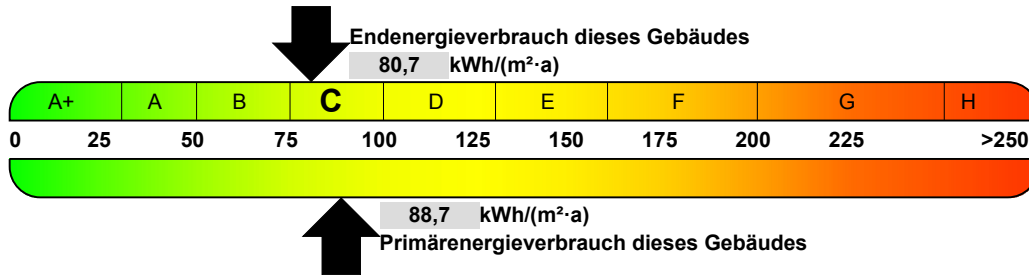 Endenergieverbrauch dieses Gebäudes
80,7 kWh/(m²·a)
A+ A B C D E F G H
0 25 50 75 100 125 150 175 200 225 >250
88,7 kWh/(m²·a)
Primärenergieverbrauch dieses Gebäudes